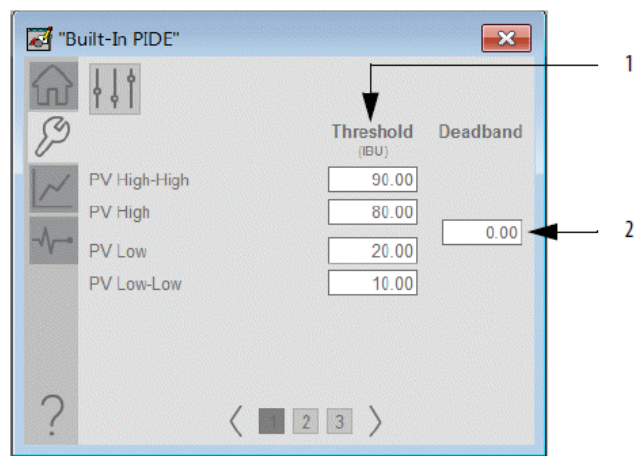 "Built-In PIDE"
1
Threshold Deadband
(IBU)
PV High-High 90.00
PV High 80.00
0.00 2
PV Low 20.00
PV Low-Low 10.00
?
1 2 3